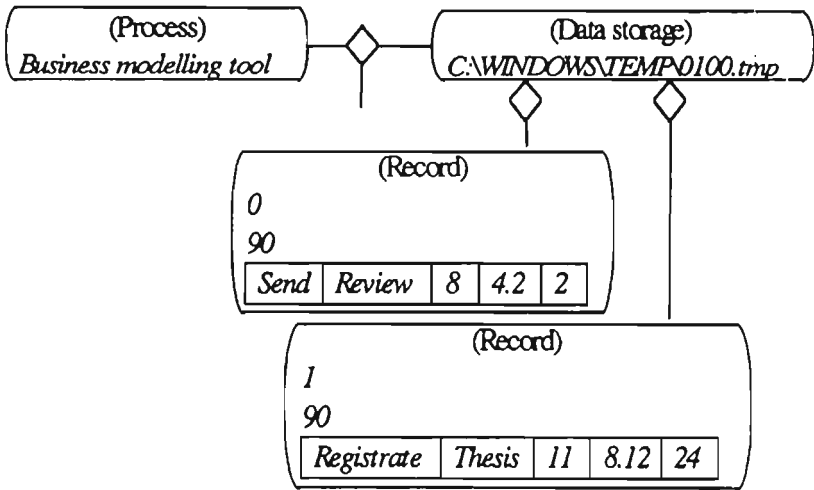 (Process)
Business modelling tool
(Data storage)
C:\WINDOWS\TEMP\0100.tmp
(Record)
0
90
Send Review 8 4.2 2
(Record)
1
90
Registrate Thesis 11 8.12 24